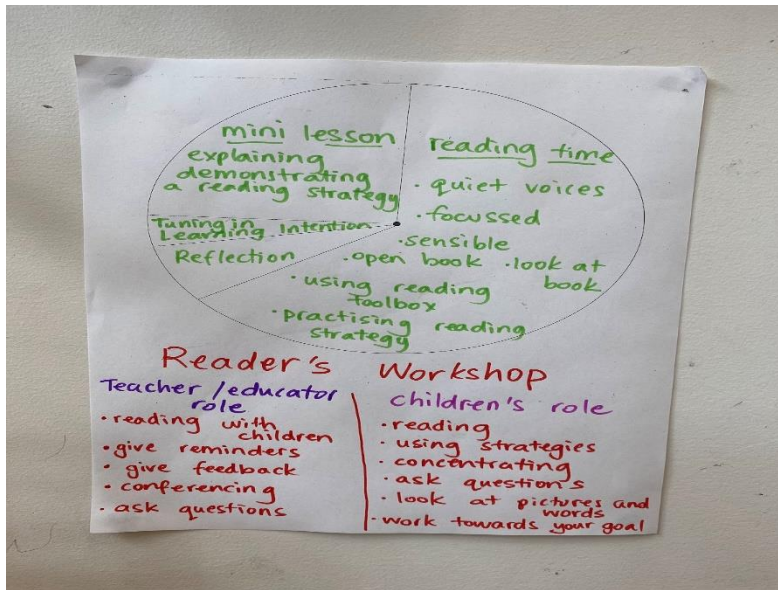 mini lesson
explaining
demonstrating
a reading strategy
Tuning in
Learning Intention
Reflection
reading time
• quiet voices
• focussed
• sensible
• open book • look at
book
• using reading
toolbox
• practising reading
strategy
Reader's Workshop
Teacher/educator
role
• reading with
children
• give reminders
• give feedback
• conferencing
• ask questions
children's role
• reading
• using strategies
• concentrating
• ask questions
• look at pictures and
words
• work towards your goal